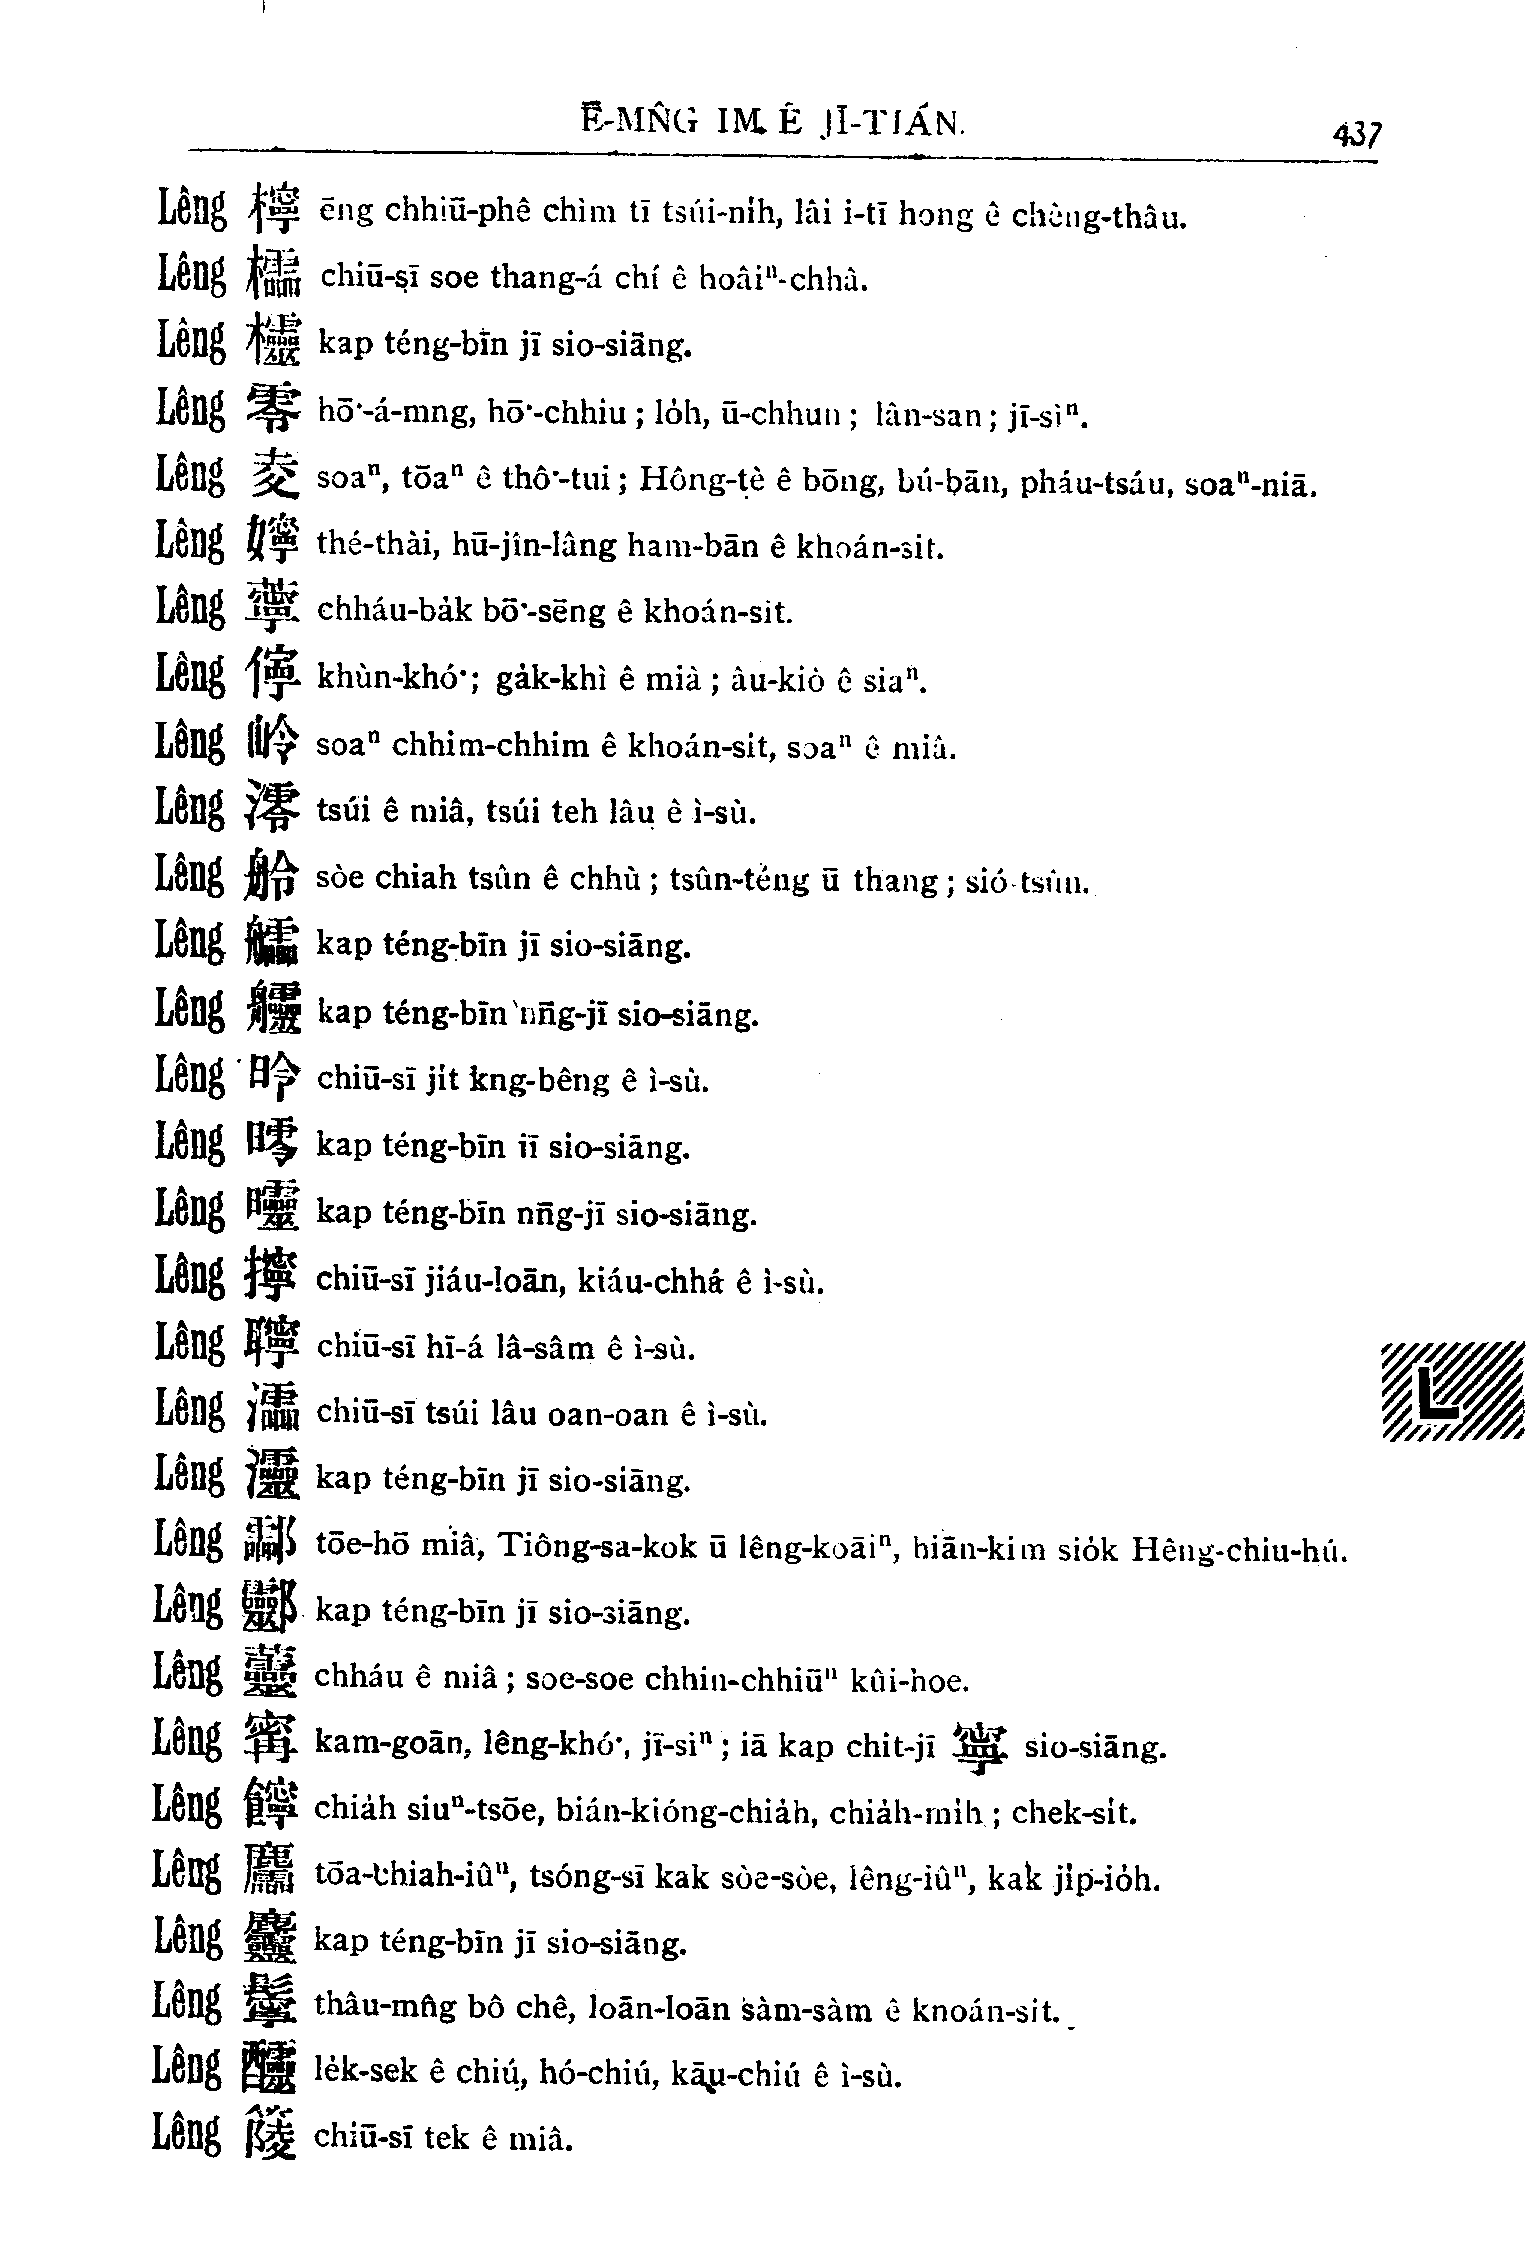 Ē-MN̂G IM Ê JĪ-TIÁN.
437
Lêng 檸 ēng chhiū-phê chìm tī tsúi-ni̍h, lâi i-tī hong ê chèng-thâu.
Lêng 櫺 chiū-sī soe thang-á chí ê hoâiⁿ-chhâ.
Lêng 欞 kap téng-bīn jī sio-siāng.
Lêng 零 hō͘-á-mng, hō͘-chhiu; lo̍h, ū-chhun; lân-san; jī-sìⁿ.
Lêng 夌 soaⁿ, tōaⁿ ê thô͘-tui; Hông-tè ê bōng, bú-bān, pháu-tsáu, soaⁿ-niā.
Lêng 嬣 thé-thài, hū-jîn-lâng ham-bān ê khoán-sit.
Lêng 薴 chháu-ba̍k bō͘-sēng ê khoán-sit.
Lêng 儜 khùn-khó͘; ga̍k-khì ê miâ; âu-kiò ê siaⁿ.
Lêng 岭 soaⁿ chhim-chhim ê khoán-sit, soaⁿ ê miâ.
Lêng 澪 tsúi ê miâ, tsúi teh lâu ê ì-sù.
Lêng 舲 sòe chiah tsûn ê chhù; tsûn-téng ū thang; sió-tsûn.
Lêng 艫 kap téng-bīn jī sio-siāng.
Lêng kap téng-bīn nn̄g-jī sio-siāng.
Lêng 昤 chiū-sī ji̍t kng-bêng ê ì-sù.
Lêng kap téng-bīn jī sio-siāng.
Lêng kap téng-bīn nn̄g-jī sio-siāng.
Lêng 擰 chiū-sī jiáu-loān, kiáu-chhá ê ì-sù.
Lêng 聹 chiū-sī hī-á lâ-sâm ê ì-sù.
Lêng 㶌 chiū-sī tsúi lâu oan-oan ê ì-sù.
Lêng 灵 kap téng-bīn jī sio-siāng.
Lêng 酃 tōe-hō miâ, Tiông-sa-kok ū lêng-koāiⁿ, hiān-kim sio̍k Hêng-chiu-hú.
Lêng kap téng-bīn jī sio-siāng.
Lêng 蘦 chháu ê miâ; soe-soe chhin-chhiūⁿ kûi-hoe.
Lêng 甯 kam-goān, lêng-khó͘, jī-siⁿ; iā kap chit-jī 寧 sio-siāng.
Lêng chia̍h siuⁿ-tsōe, bián-kióng-chia̍h, chia̍h-mi̍h; chek-si̍t.
Lêng 麢 tōa-chiah-iûⁿ, tsóng-sī kak sòe-sòe, lêng-iûⁿ, kak ji̍p-io̍h.
Lêng kap téng-bīn jī sio-siāng.
Lêng 鬡 thâu-mn̂g bô chê, loān-loān sàm-sàm ê khoán-sit.
Lêng 醽 le̍k-sek ê chiú, hó-chiú, kāu-chiú ê ì-sù.
Lêng 䔖 chiū-sī tek ê miâ.
L